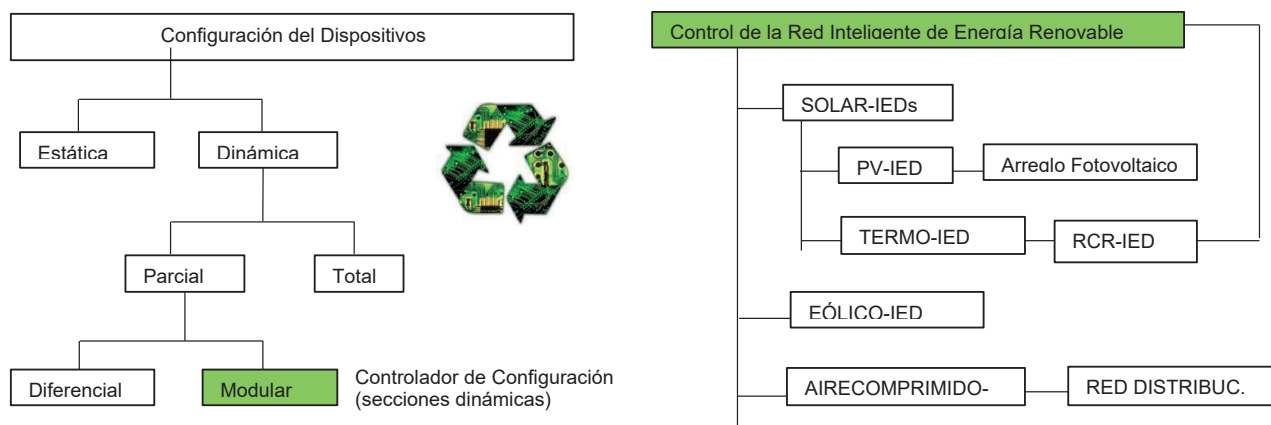 Configuración del Dispositivos
Estática
Dinámica
Parcial
Total
Diferencial
Modular
Controlador de Configuración
(secciones dinámicas)
Control de la Red Inteligente de Energía Renovable
SOLAR-IEDs
PV-IED
Arreglo Fotovoltaico
TERMO-IED
RCR-IED
EÓLICO-IED
AIRECOMPRIMIDO-
RED DISTRIBUC.